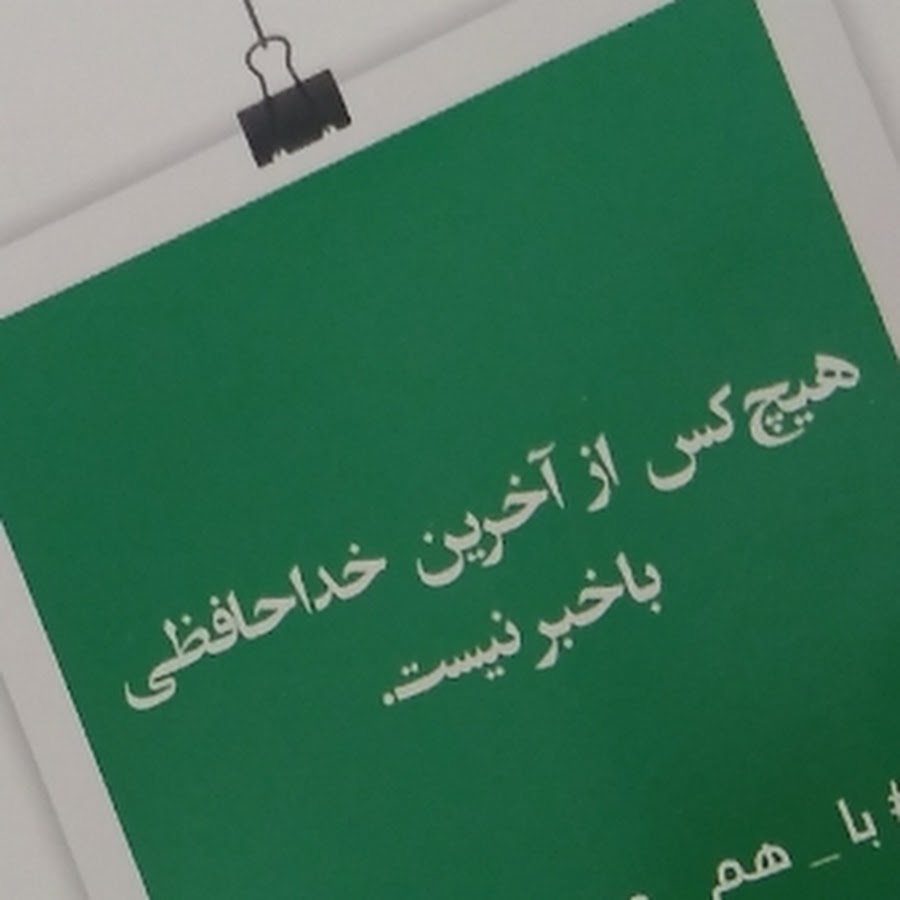 هیچ‌کس از آخرین خداحافظی
باخبر نیست.
#با_هم